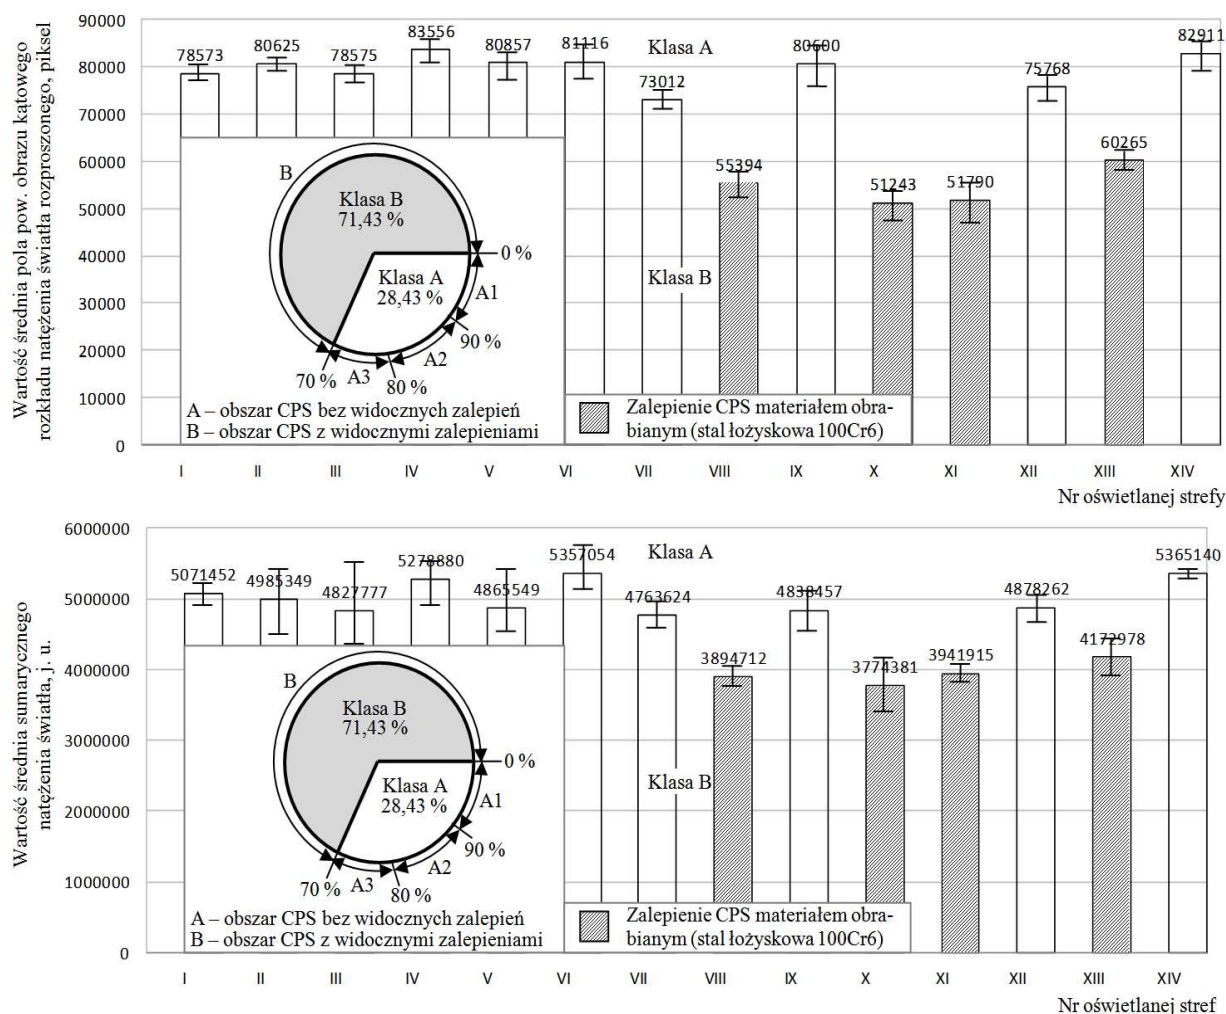 Wartość średnia pola pow. obrazu kątowego
rozkładu natężenia światła rozproszonego, piksel
90000
80000
70000
60000
50000
40000
30000
20000
10000
0
78573
80625
78575
83556
80857
81116
73012
55394
80600
51243
51790
75768
60265
82911
Klasa A
Klasa B
B
Klasa B
71,43 %
Klasa A
28,43 %
0 %
A1
90 %
A2
80 %
A3
70 %
A – obszar CPS bez widocznych zalepień
B – obszar CPS z widocznymi zalepieniami
Zalepienie CPS materiałem obra-
bianym (stal łożyskowa 100Cr6)
I II III IV V VI VII VIII IX X XI XII XIII XIV
Nr oświetlanej strefy
Wartość średnia sumarycznego
natężenia światła, j. u.
6000000
5000000
4000000
3000000
2000000
1000000
0
5071452
4985349
4827777
5278880
4865549
5357054
4763624
3894712
4838457
3774381
3941915
4878262
4172978
5365140
Klasa A
Klasa B
B
Klasa B
71,43 %
Klasa A
28,43 %
0 %
A1
90 %
A2
80 %
A3
70 %
A – obszar CPS bez widocznych zalepień
B – obszar CPS z widocznymi zalepieniami
Zalepienie CPS materiałem obra-
bianym (stal łożyskowa 100Cr6)
I II III IV V VI VII VIII IX X XI XII XIII XIV
Nr oświetlanej stref